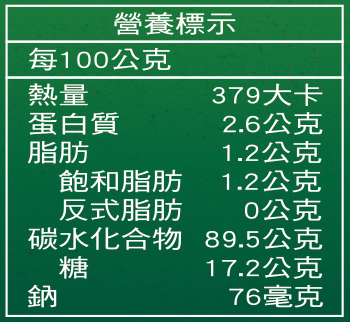 營養標示
每100公克
熱量 379大卡
蛋白質 2.6公克
脂肪 1.2公克
飽和脂肪 1.2公克
反式脂肪 0公克
碳水化合物 89.5公克
糖 17.2公克
鈉 76毫克